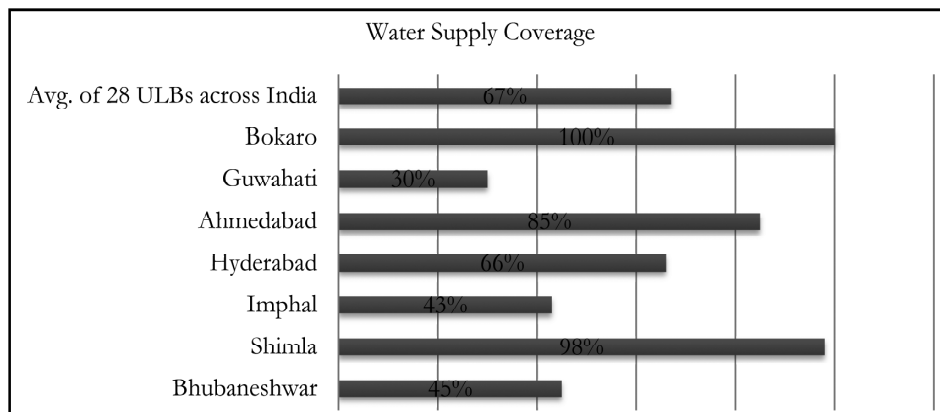 Water Supply Coverage
Avg. of 28 ULBs across India 67%
Bokaro 100%
Guwahati 30%
Ahmedabad 85%
Hyderabad 66%
Imphal 43%
Shimla 98%
Bhubaneshwar 45%